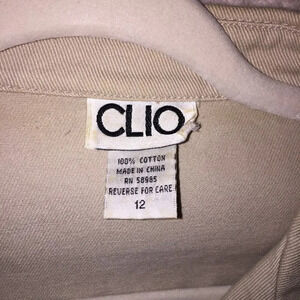 CLIO
100% COTTON
MADE IN CHINA
RN 58985
REVERSE FOR CARE
12